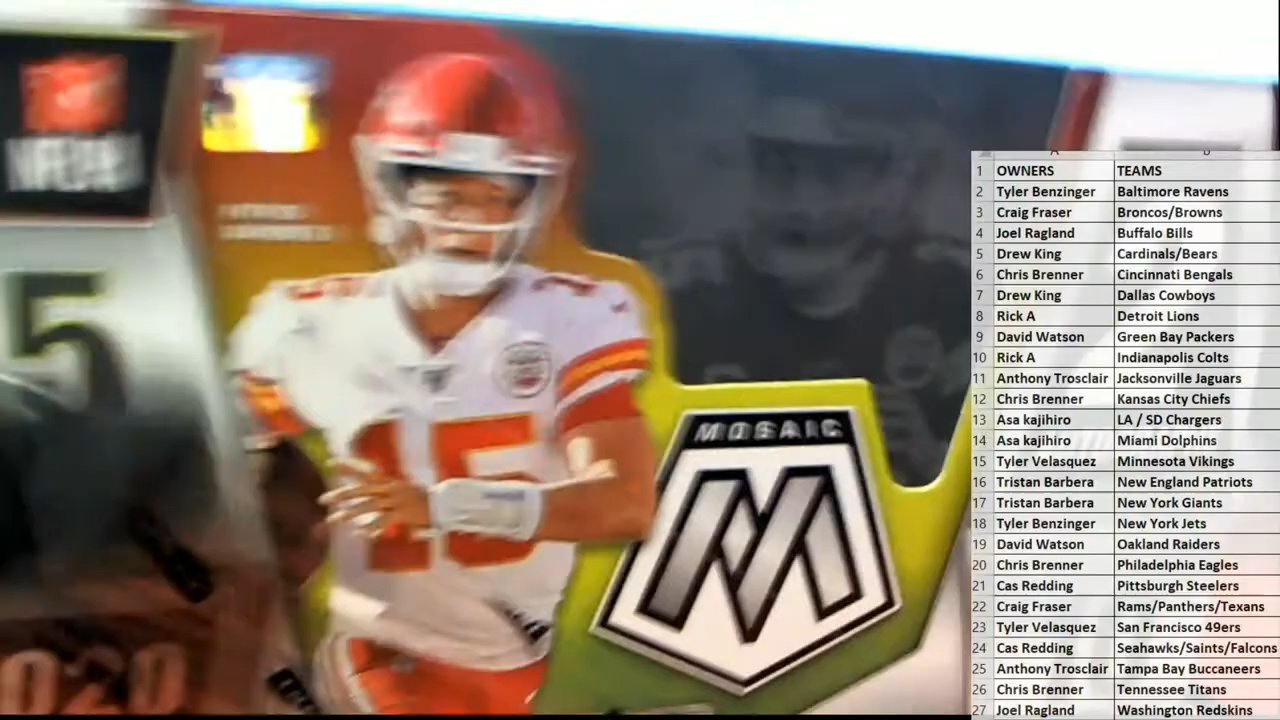 5
15
MOSAIC
M
020
A B
1 OWNERS TEAMS
2 Tyler Benzinger Baltimore Ravens
3 Craig Fraser Broncos/Browns
4 Joel Ragland Buffalo Bills
5 Drew King Cardinals/Bears
6 Chris Brenner Cincinnati Bengals
7 Drew King Dallas Cowboys
8 Rick A Detroit Lions
9 David Watson Green Bay Packers
10 Rick A Indianapolis Colts
11 Anthony Trosclair Jacksonville Jaguars
12 Chris Brenner Kansas City Chiefs
13 Asa kajihiro LA / SD Chargers
14 Asa kajihiro Miami Dolphins
15 Tyler Velasquez Minnesota Vikings
16 Tristan Barbera New England Patriots
17 Tristan Barbera New York Giants
18 Tyler Benzinger New York Jets
19 David Watson Oakland Raiders
20 Chris Brenner Philadelphia Eagles
21 Cas Redding Pittsburgh Steelers
22 Craig Fraser Rams/Panthers/Texans
23 Tyler Velasquez San Francisco 49ers
24 Cas Redding Seahawks/Saints/Falcons
25 Anthony Trosclair Tampa Bay Buccaneers
26 Chris Brenner Tennessee Titans
27 Joel Ragland Washington Redskins